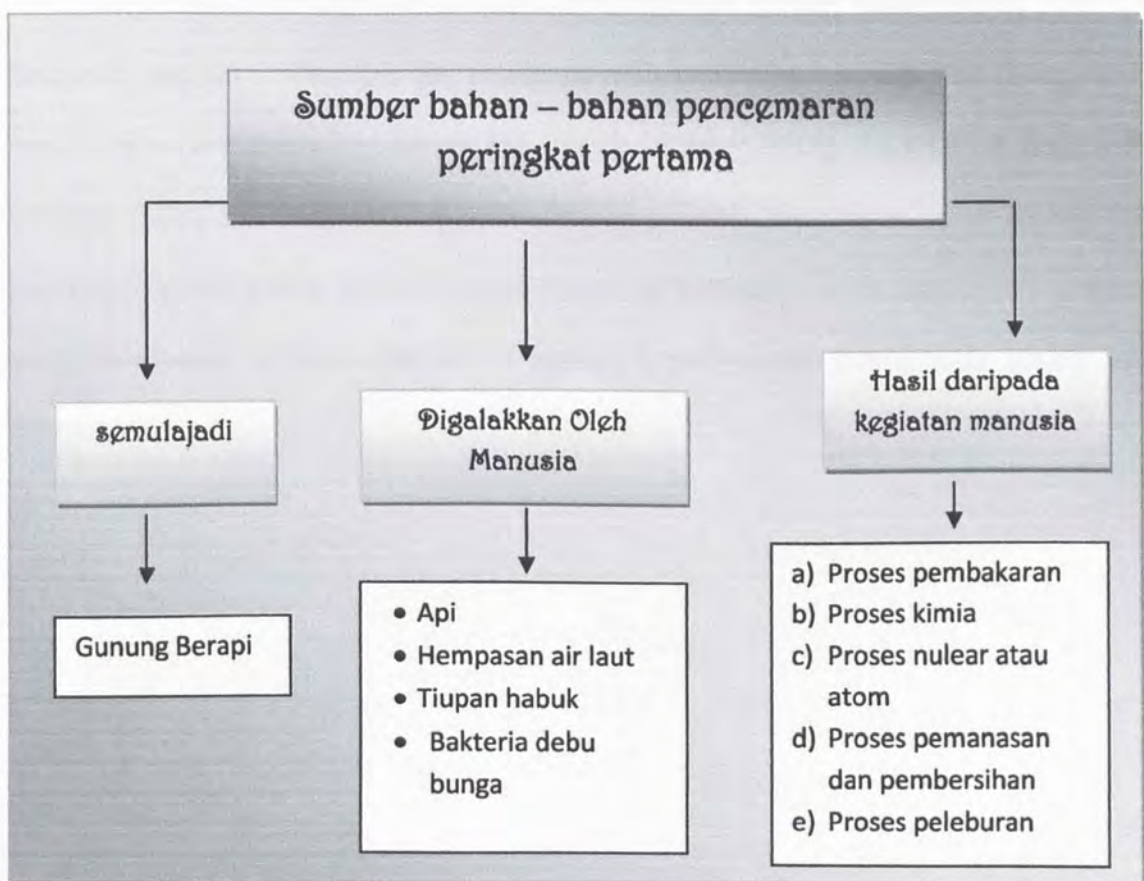 Sumber bahan – bahan pencemaran
peringkat pertama
semulajadi
Digalakkan Oleh
Manusia
Hasil daripada
kegiatan manusia
Gunung Berapi
• Api
• Hempasan air laut
• Tiupan habuk
• Bakteria debu
bunga
a) Proses pembakaran
b) Proses kimia
c) Proses nulear atau
atom
d) Proses pemanasan
dan pembersihan
e) Proses peleburan